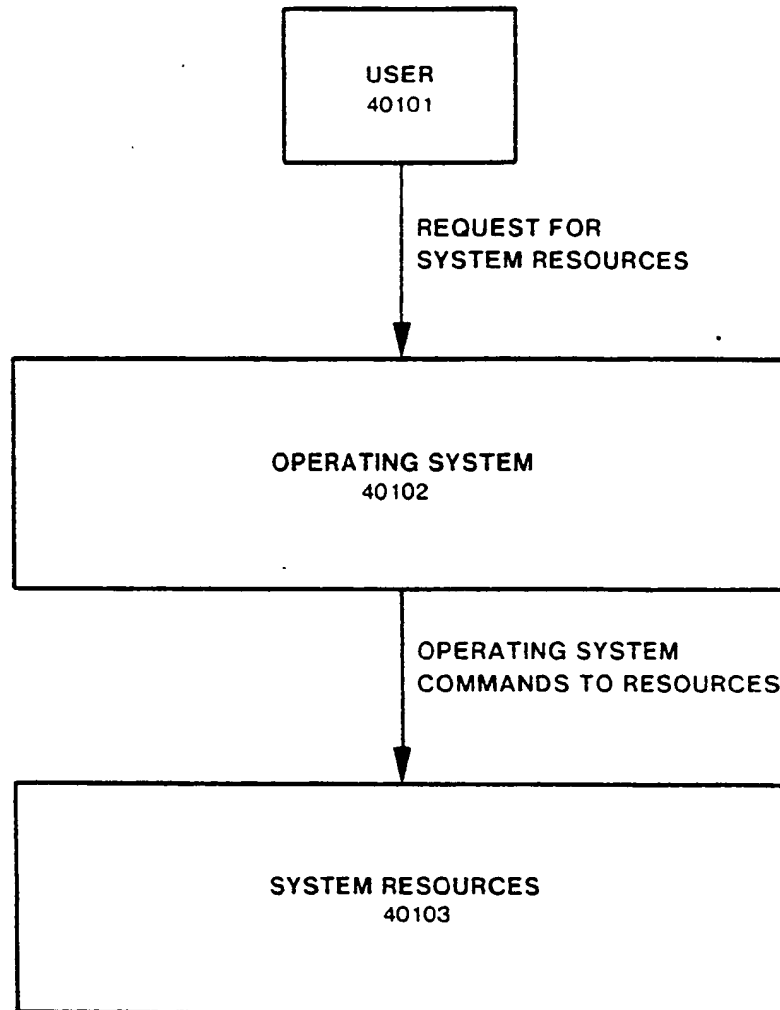 USER
40101
REQUEST FOR
SYSTEM RESOURCES
OPERATING SYSTEM
40102
OPERATING SYSTEM
COMMANDS TO RESOURCES
SYSTEM RESOURCES
40103